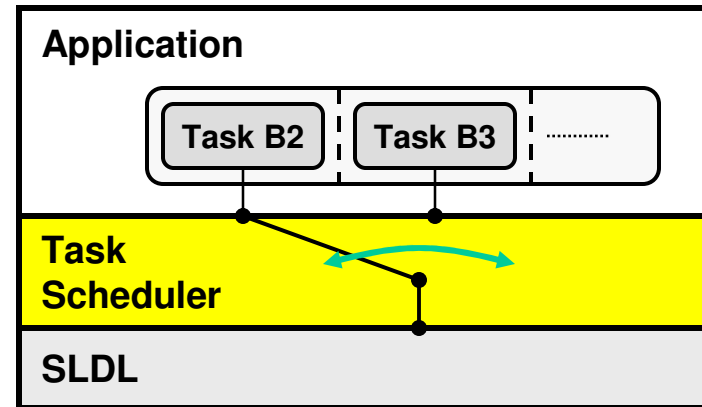 Application
Task B2
Task B3
............
Task
Scheduler
SLDL